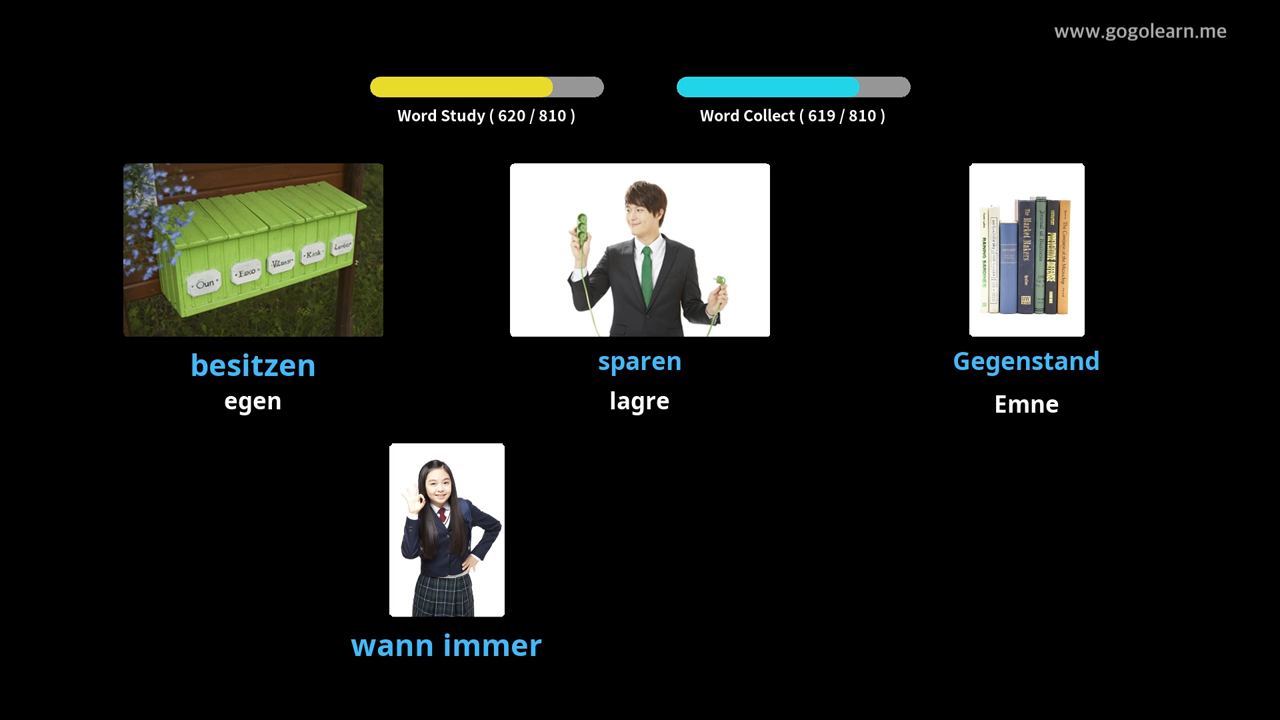 www.gogolearn.me
Word Study ( 620 / 810 )
Word Collect ( 619 / 810 )
besitzen
egen
sparen
lagre
Gegenstand
Emne
wann immer